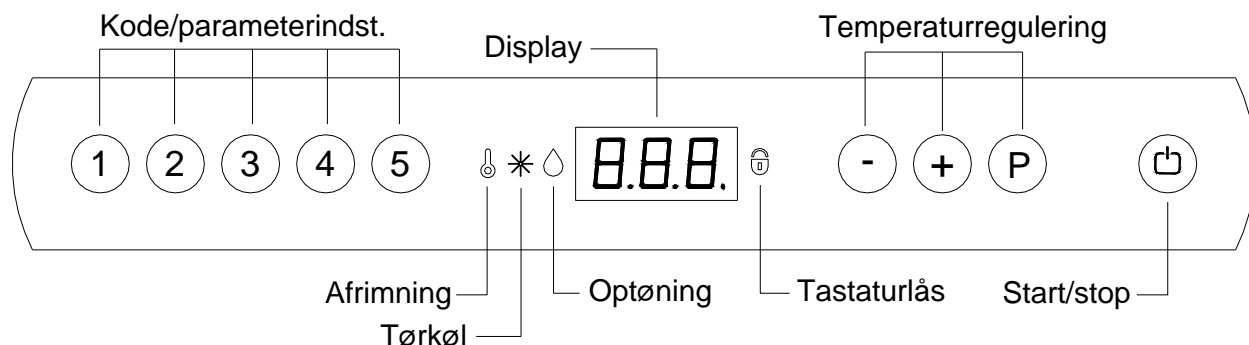 Kode/parameterindst.
Display
Temperaturregulering
1 2 3 4 5 8.8.8. - + P
Afrimning
Optøning
Tastaturlås
Start/stop
Tørkøl